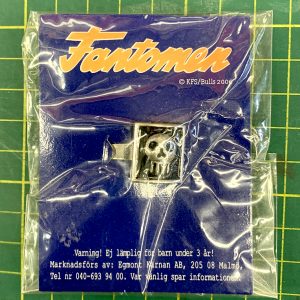 Fantomen
© KFS/Bulls 2006
Varning! Ej lämplig för barn under 3 år!
Marknadsförs av: Egmont Kärnan AB, 205 08 Malmö,
Tel nr 040-693 94 00. Var vänlig spar informationen.